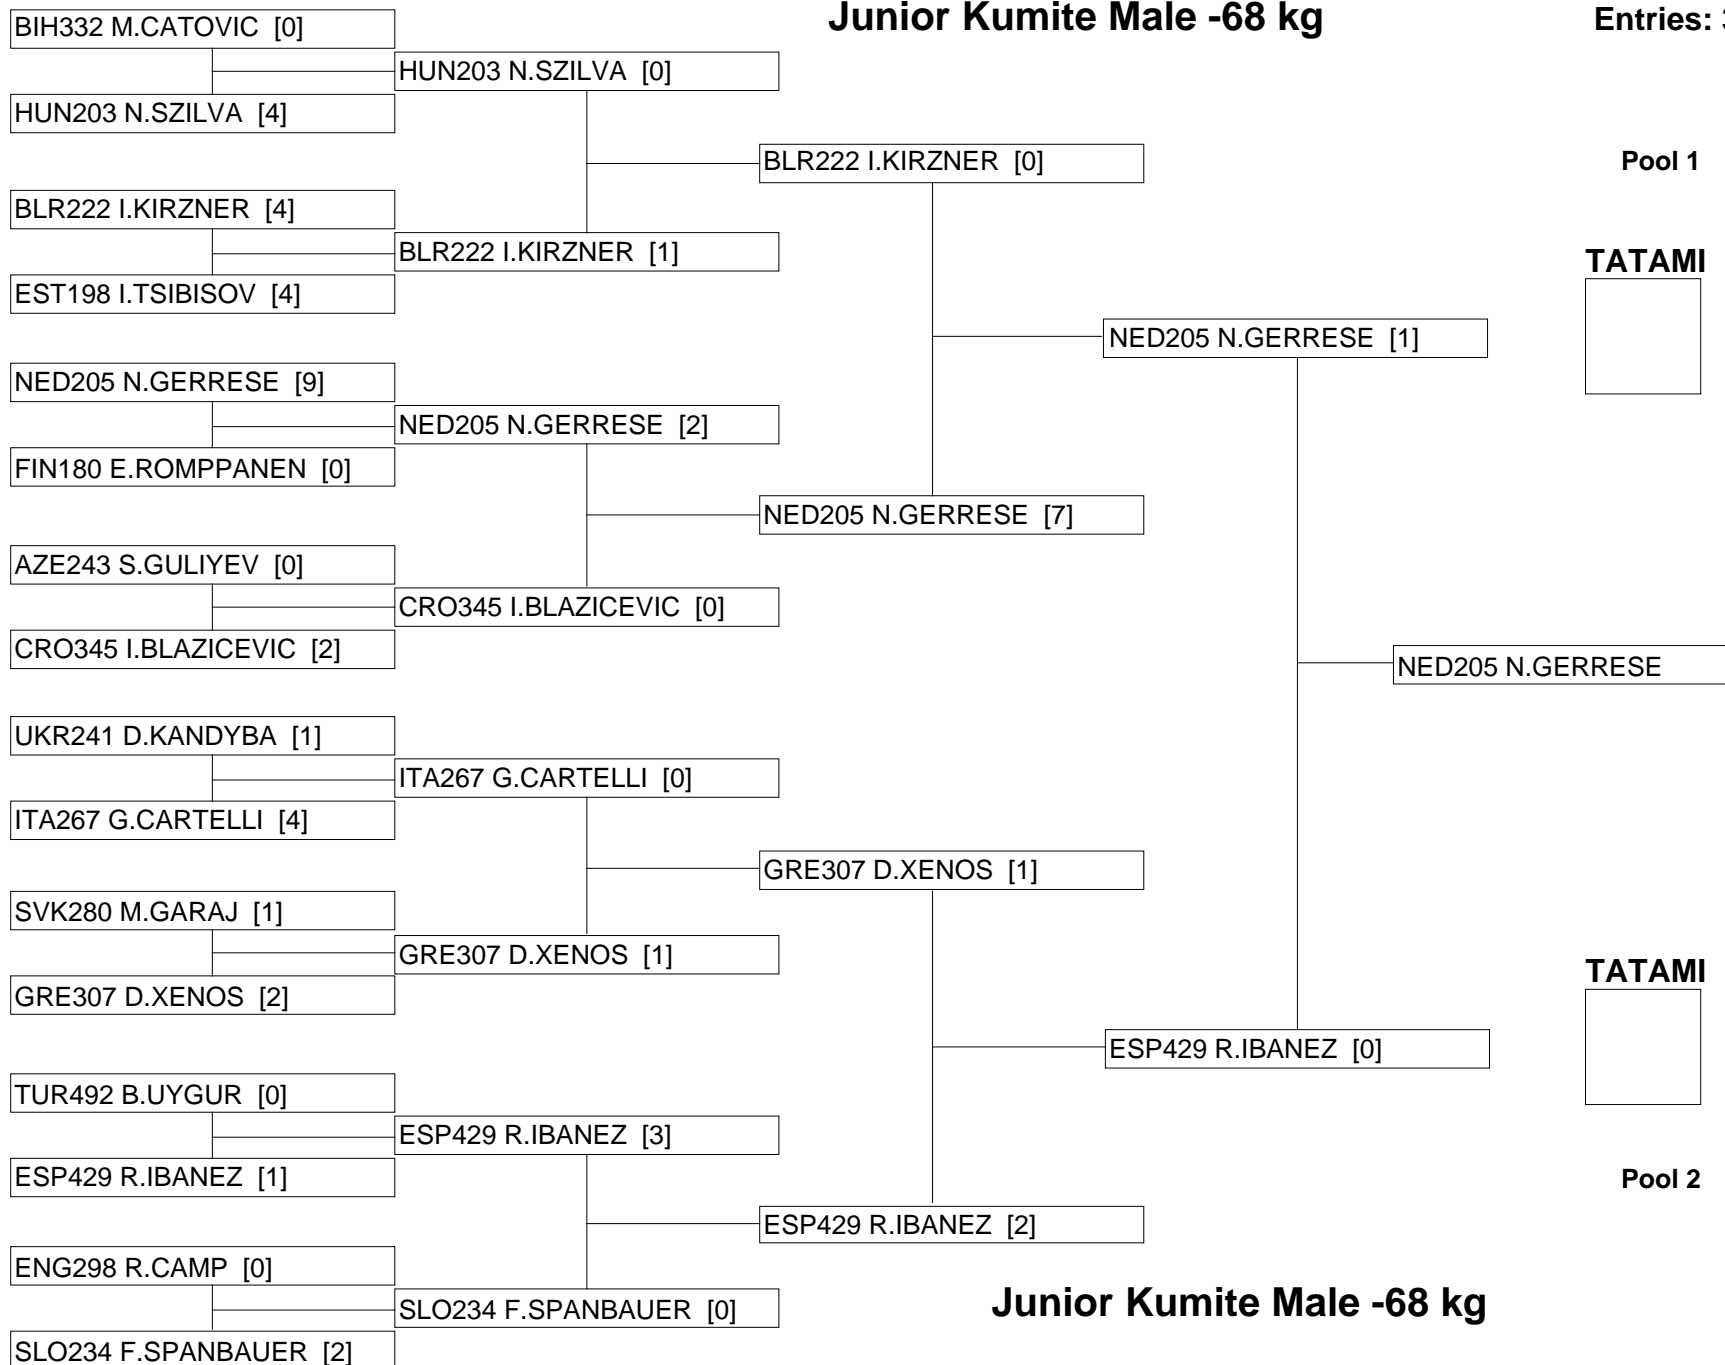 Junior Kumite Male -68 kg
Entries:
BIH332 M.CATOVIC [0]
HUN203 N.SZILVA [0]
HUN203 N.SZILVA [4]
BLR222 I.KIRZNER [0]
Pool 1
BLR222 I.KIRZNER [4]
BLR222 I.KIRZNER [1]
TATAMI
EST198 I.TSIBISOV [4]
NED205 N.GERRESE [1]
NED205 N.GERRESE [9]
NED205 N.GERRESE [2]
FIN180 E.ROMPPANEN [0]
NED205 N.GERRESE [7]
AZE243 S.GULIYEV [0]
CRO345 I.BLAZICEVIC [0]
CRO345 I.BLAZICEVIC [2]
NED205 N.GERRESE
UKR241 D.KANDYBA [1]
ITA267 G.CARTELLI [0]
ITA267 G.CARTELLI [4]
GRE307 D.XENOS [1]
SVK280 M.GARAJ [1]
GRE307 D.XENOS [1]
TATAMI
GRE307 D.XENOS [2]
ESP429 R.IBANEZ [0]
TUR492 B.UYGUR [0]
ESP429 R.IBANEZ [3]
ESP429 R.IBANEZ [1]
Pool 2
ESP429 R.IBANEZ [2]
ENG298 R.CAMP [0]
SLO234 F.SPANBAUER [0]
Junior Kumite Male -68 kg
SLO234 F.SPANBAUER [2]